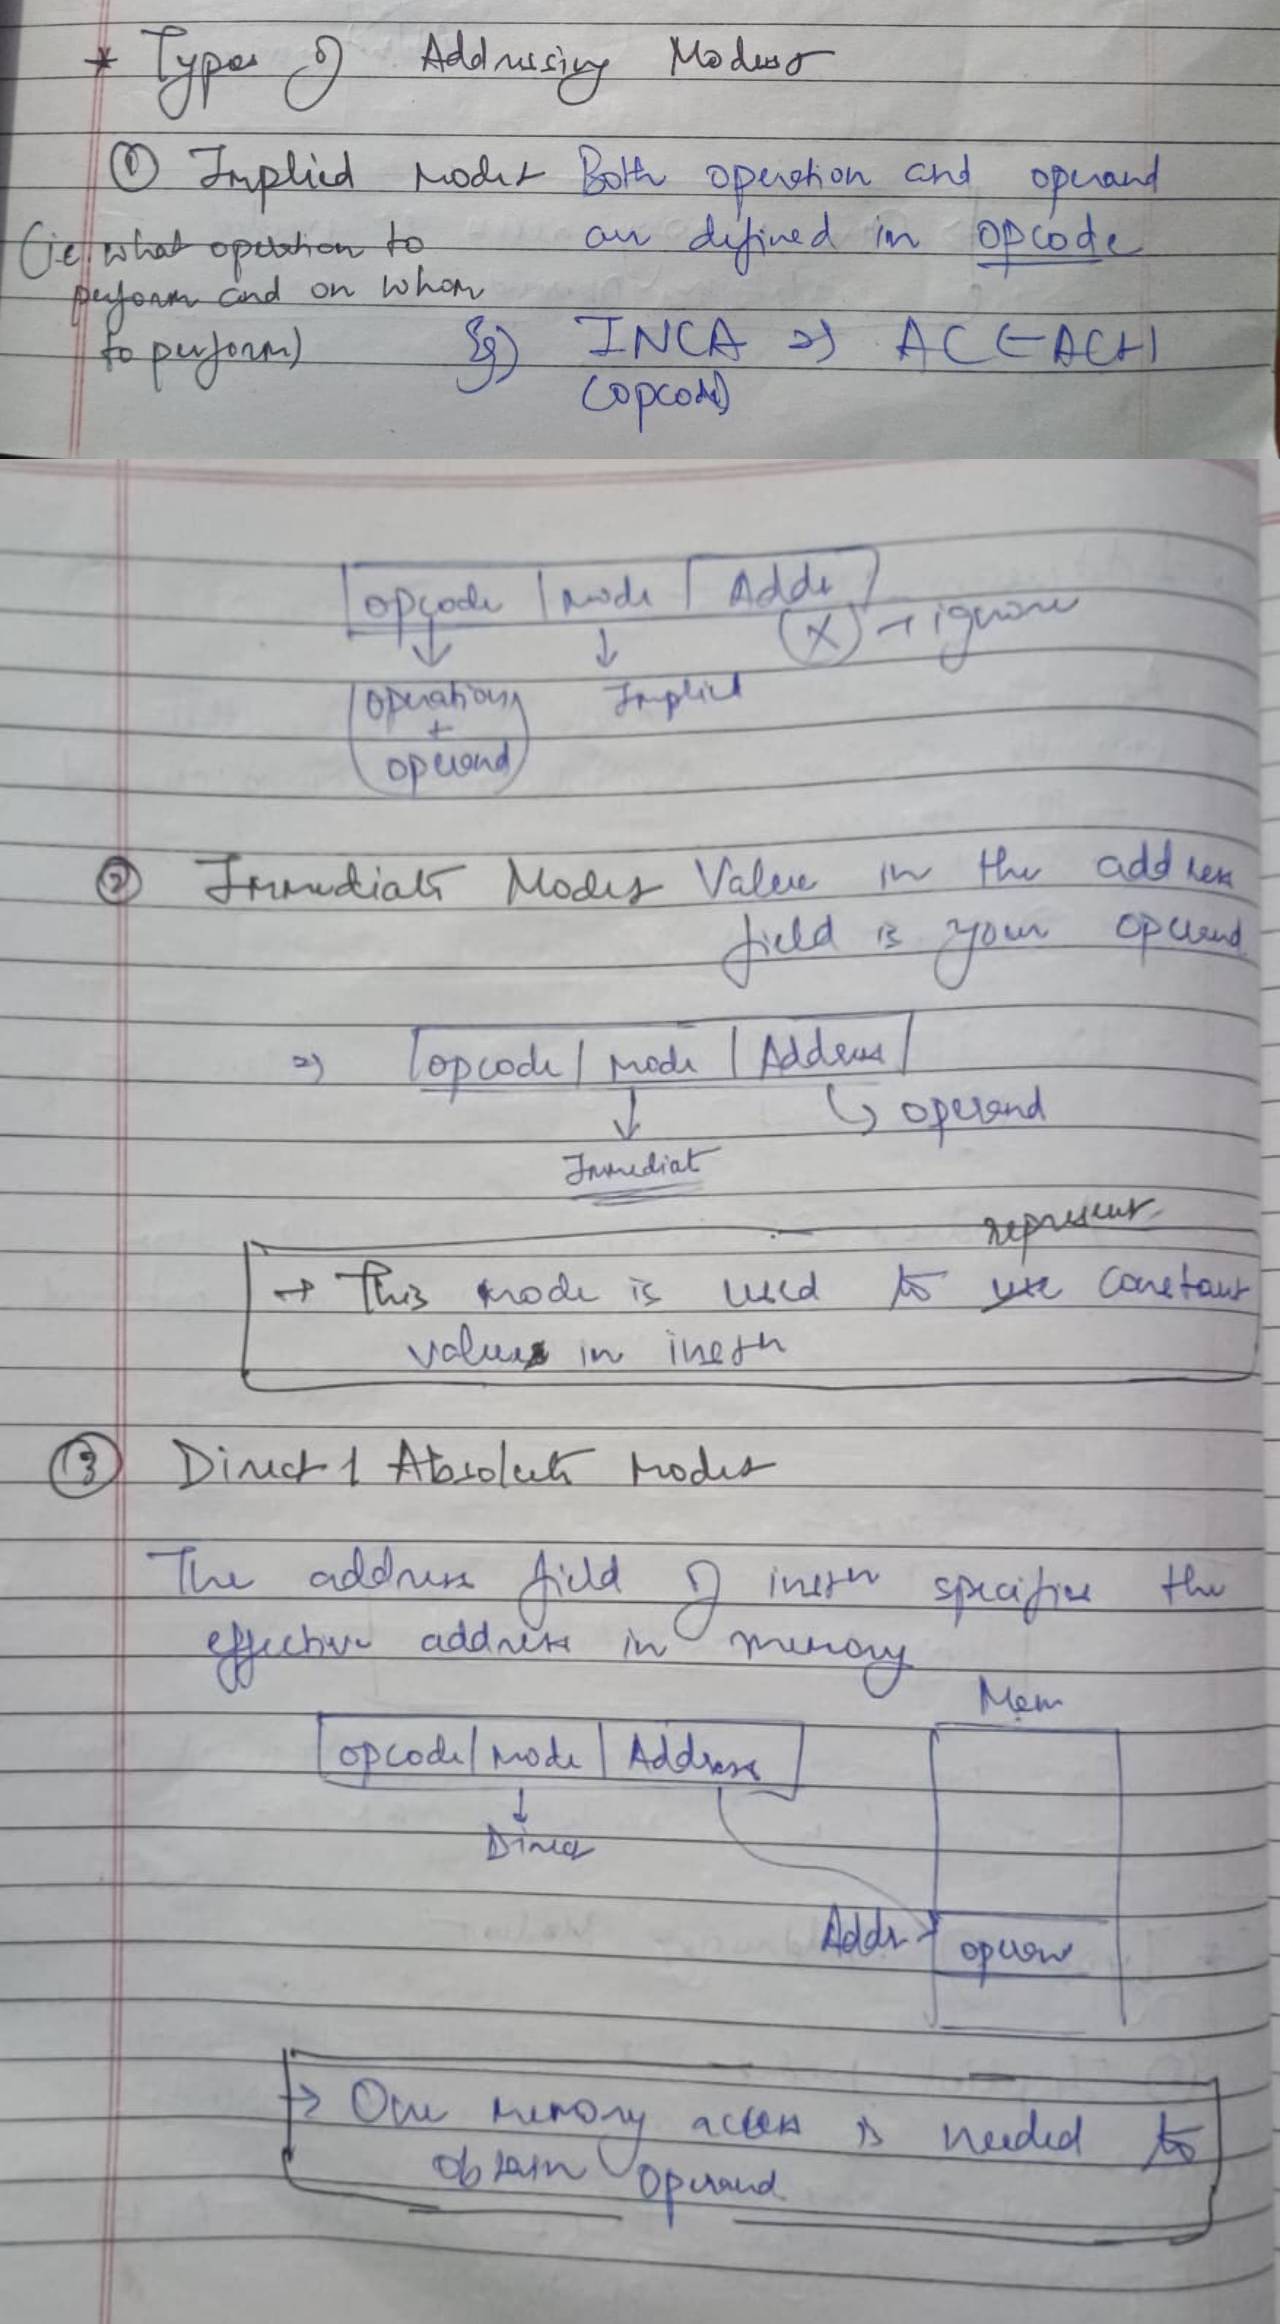 * Types of Addressing Modes
① Implied Mode: Both operation and operand
(i.e. what operation to are defined in opcode
perform and on whom
to perform) Eg) INCA => AC ← AC+1
(opcode)
opcode | Mode | Addr
(X) → ignore
operation Implied
+
operand
② Immediate Mode: Value in the address
field is your operand
=> opcode | Mode | Address
operand
Immediat
represent
→ This mode is used to use constant
values in instn
③ Direct / Absolute Mode:
The address field of instn specifies the
effective address in memory
Mem
opcode | Mode | Address
Direct
Addr
→ One memory access is needed to
obtain operand